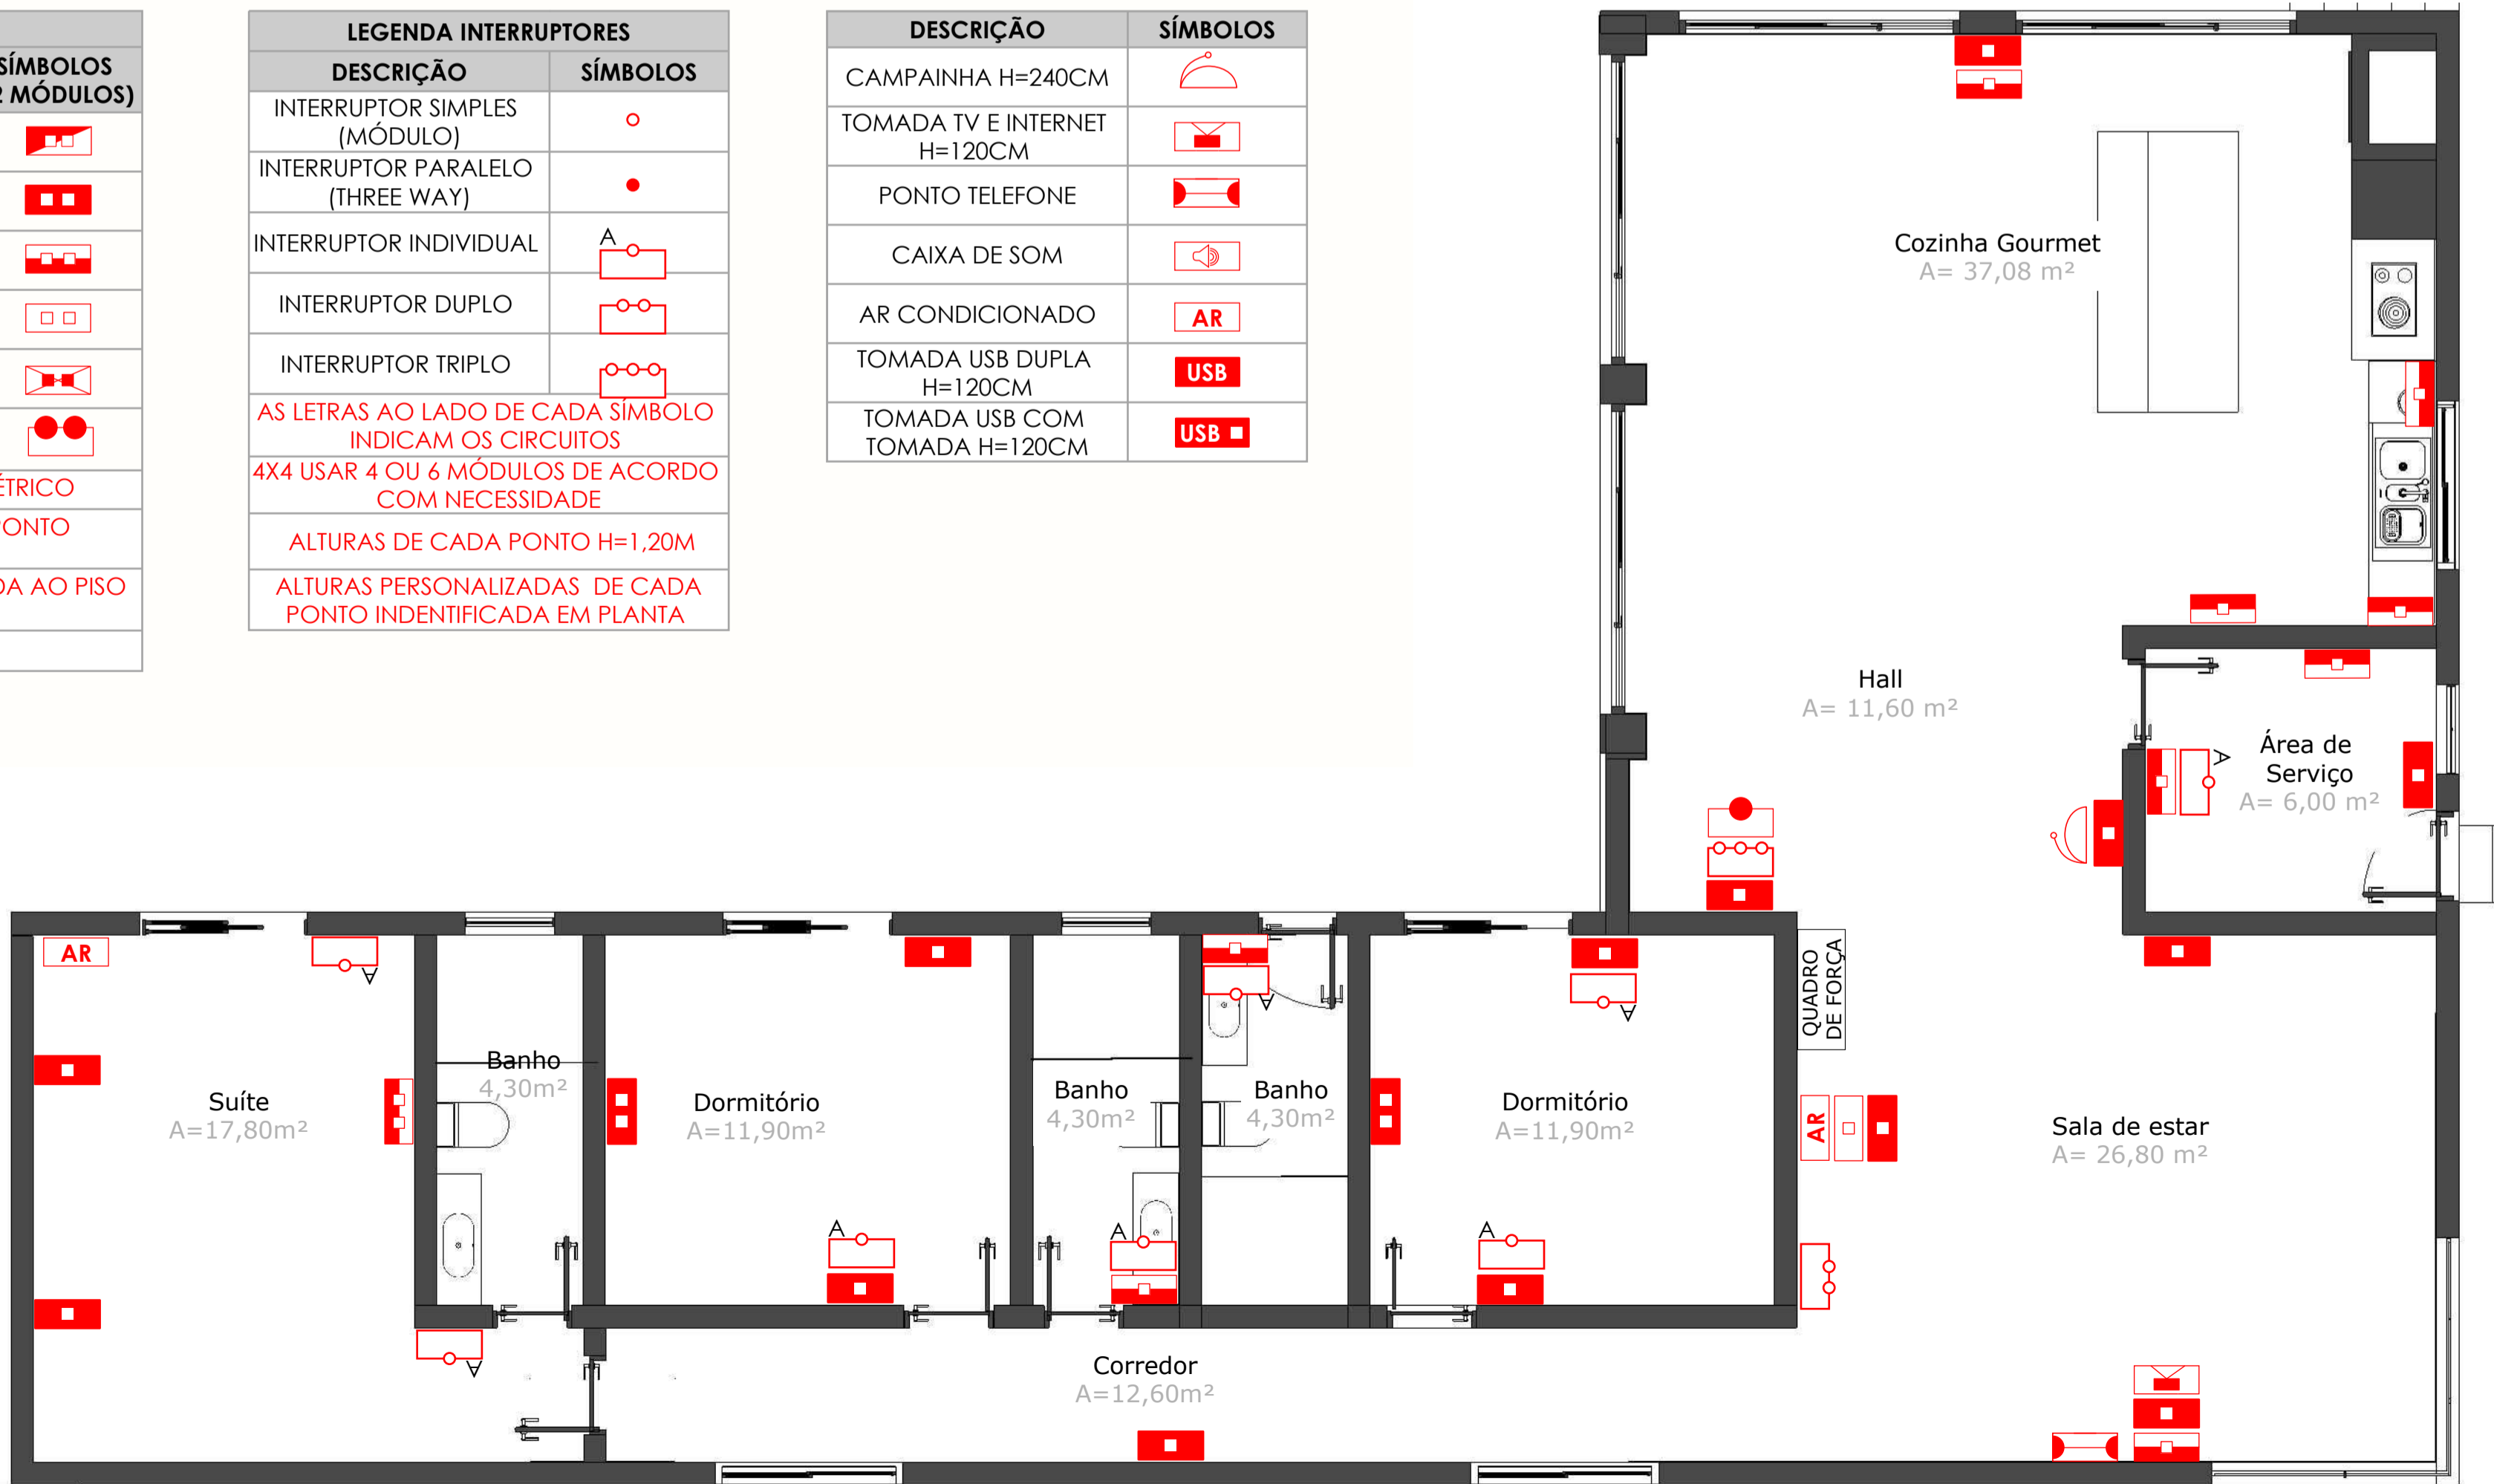 SÍMBOLOS
2 MÓDULOS)
ÉTRICO
PONTO
DA AO PISO
LEGENDA INTERRUPTORES
DESCRIÇÃO SÍMBOLOS
INTERRUPTOR SIMPLES
(MÓDULO)
INTERRUPTOR PARALELO
(THREE WAY)
INTERRUPTOR INDIVIDUAL A
INTERRUPTOR DUPLO
INTERRUPTOR TRIPLO
AS LETRAS AO LADO DE CADA SÍMBOLO
INDICAM OS CIRCUITOS
4X4 USAR 4 OU 6 MÓDULOS DE ACORDO
COM NECESSIDADE
ALTURAS DE CADA PONTO H=1,20M
ALTURAS PERSONALIZADAS DE CADA
PONTO INDENTIFICADA EM PLANTA
DESCRIÇÃO SÍMBOLOS
CAMPAINHA H=240CM
TOMADA TV E INTERNET
H=120CM
PONTO TELEFONE
CAIXA DE SOM
AR CONDICIONADO AR
TOMADA USB DUPLA
H=120CM
USB
TOMADA USB COM
TOMADA H=120CM
USB
Cozinha Gourmet
A= 37,08 m²
Hall
A= 11,60 m²
Área de
Serviço
A= 6,00 m²
A
AR
A
A
A
QUADRO
DE FORÇA
Suíte
A=17,80m²
Banho
4,30m²
Dormitório
A=11,90m²
Banho
4,30m²
Banho
4,30m²
Dormitório
A=11,90m²
AR
Sala de estar
A= 26,80 m²
A
A
A
A
Corredor
A=12,60m²